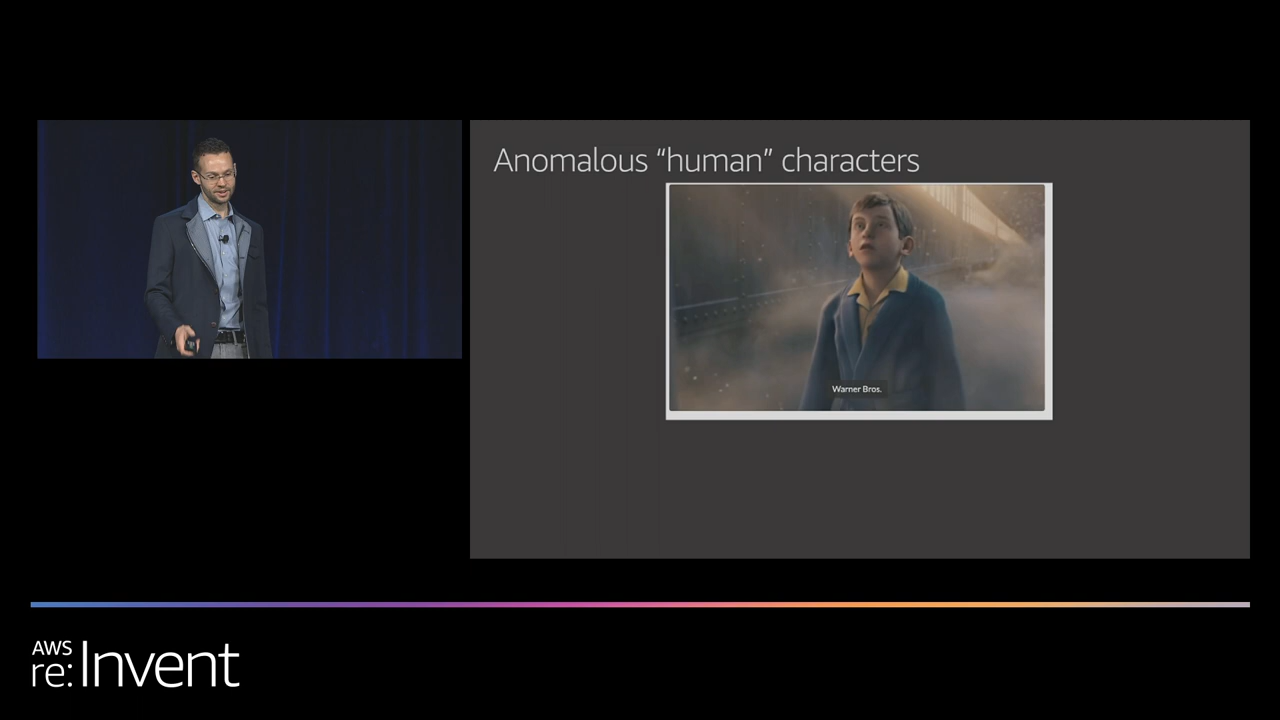 Anomalous “human” characters
Warner Bros.
AWS
re:Invent